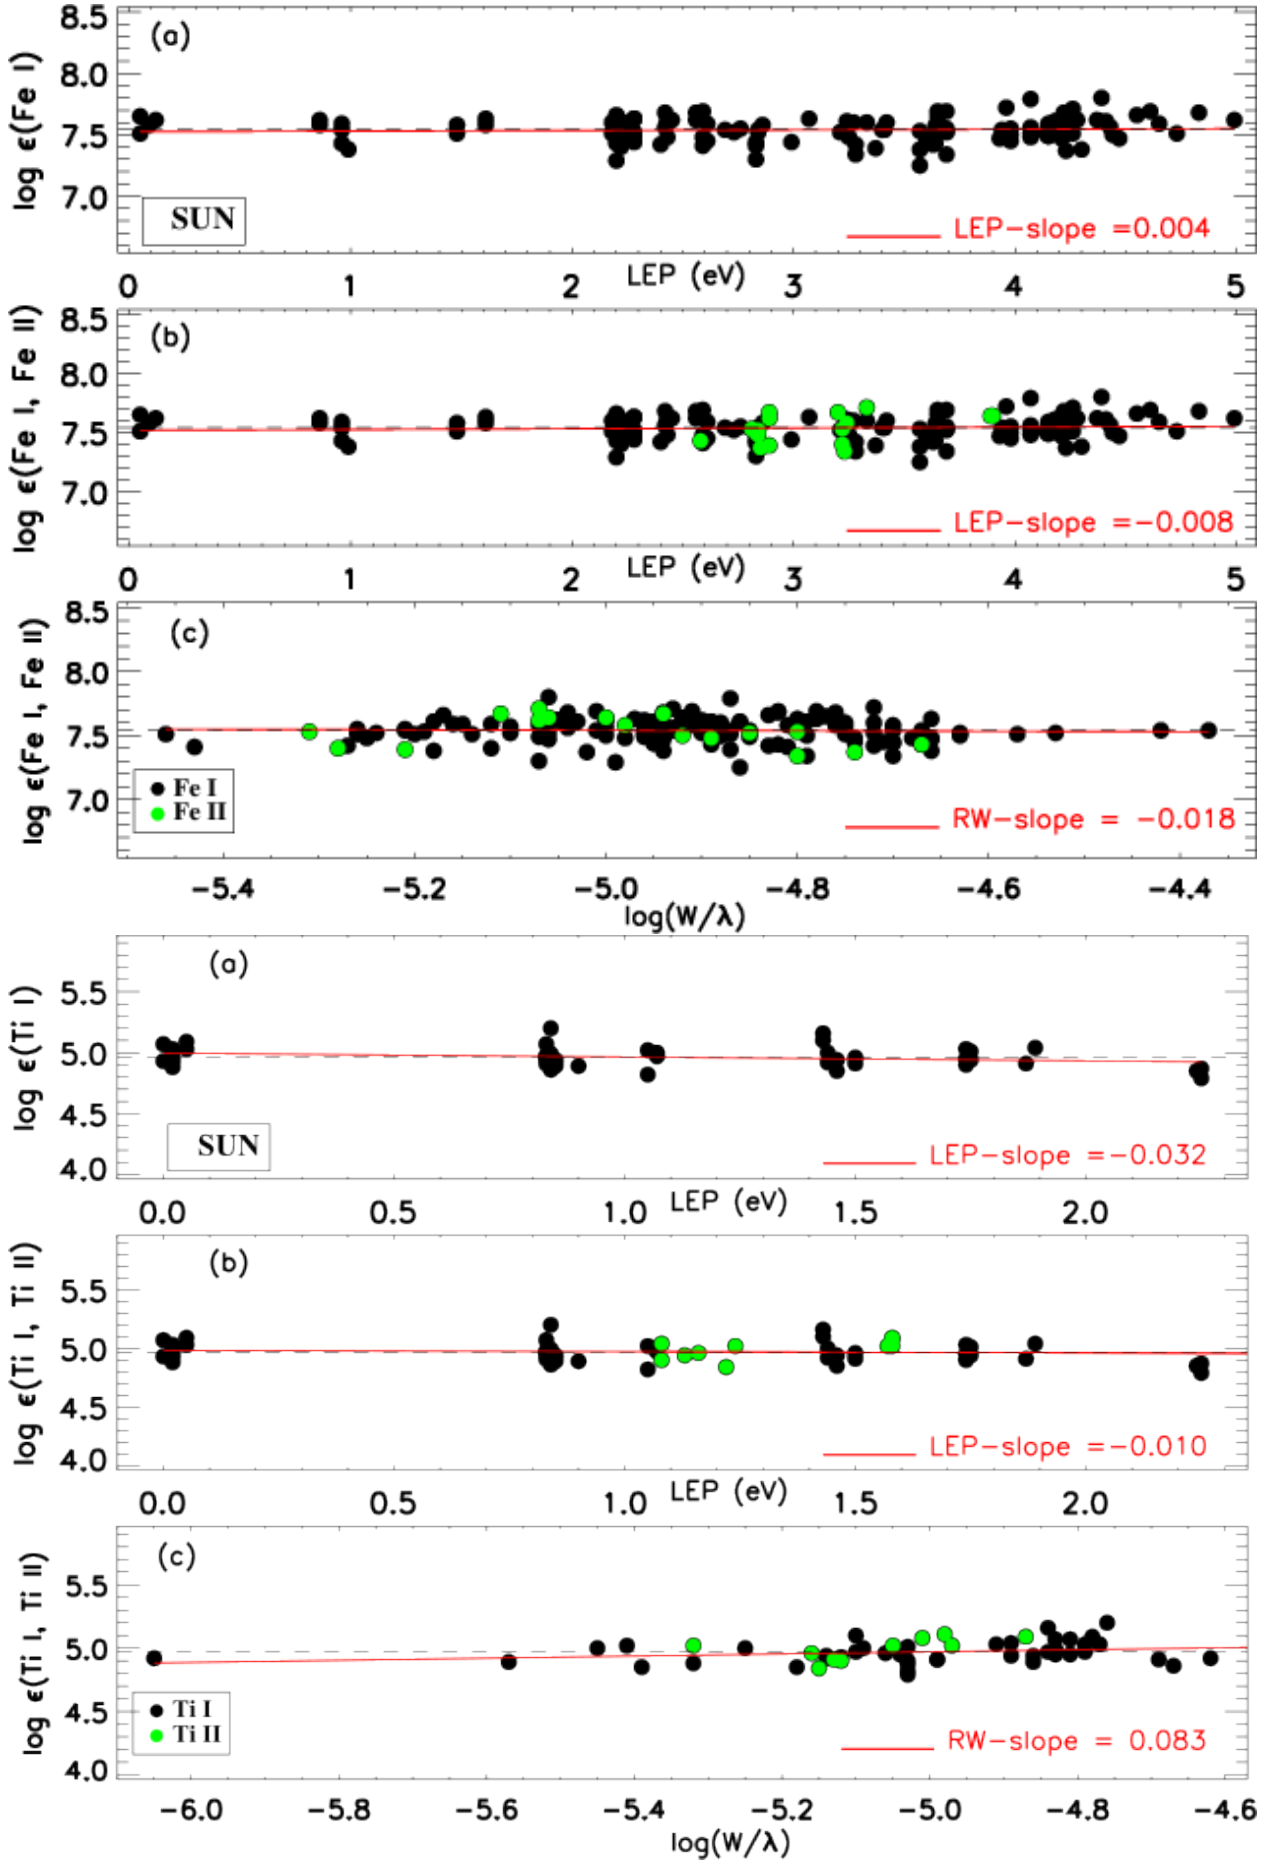 8.5
(a)
8.0
7.5
7.0
log ε(Fe I)
SUN
LEP-slope =0.004
0 1 2 3 4 5
LEP (eV)
8.5
(b)
8.0
7.5
7.0
log ε(Fe I, Fe II)
LEP-slope =-0.008
0 1 2 3 4 5
LEP (eV)
8.5
(c)
8.0
7.5
7.0
log ε(Fe I, Fe II)
Fe I
Fe II
RW-slope = -0.018
-5.4 -5.2 -5.0 -4.8 -4.6 -4.4
log(W/λ)
(a)
5.5
5.0
4.5
4.0
log ε(Ti I)
SUN
LEP-slope =-0.032
0.0 0.5 1.0 1.5 2.0
LEP (eV)
(b)
5.5
5.0
4.5
4.0
log ε(Ti I, Ti II)
LEP-slope =-0.010
0.0 0.5 1.0 1.5 2.0
LEP (eV)
(c)
5.5
5.0
4.5
4.0
log ε(Ti I, Ti II)
Ti I
Ti II
RW-slope = 0.083
-6.0 -5.8 -5.6 -5.4 -5.2 -5.0 -4.8 -4.6
log(W/λ)